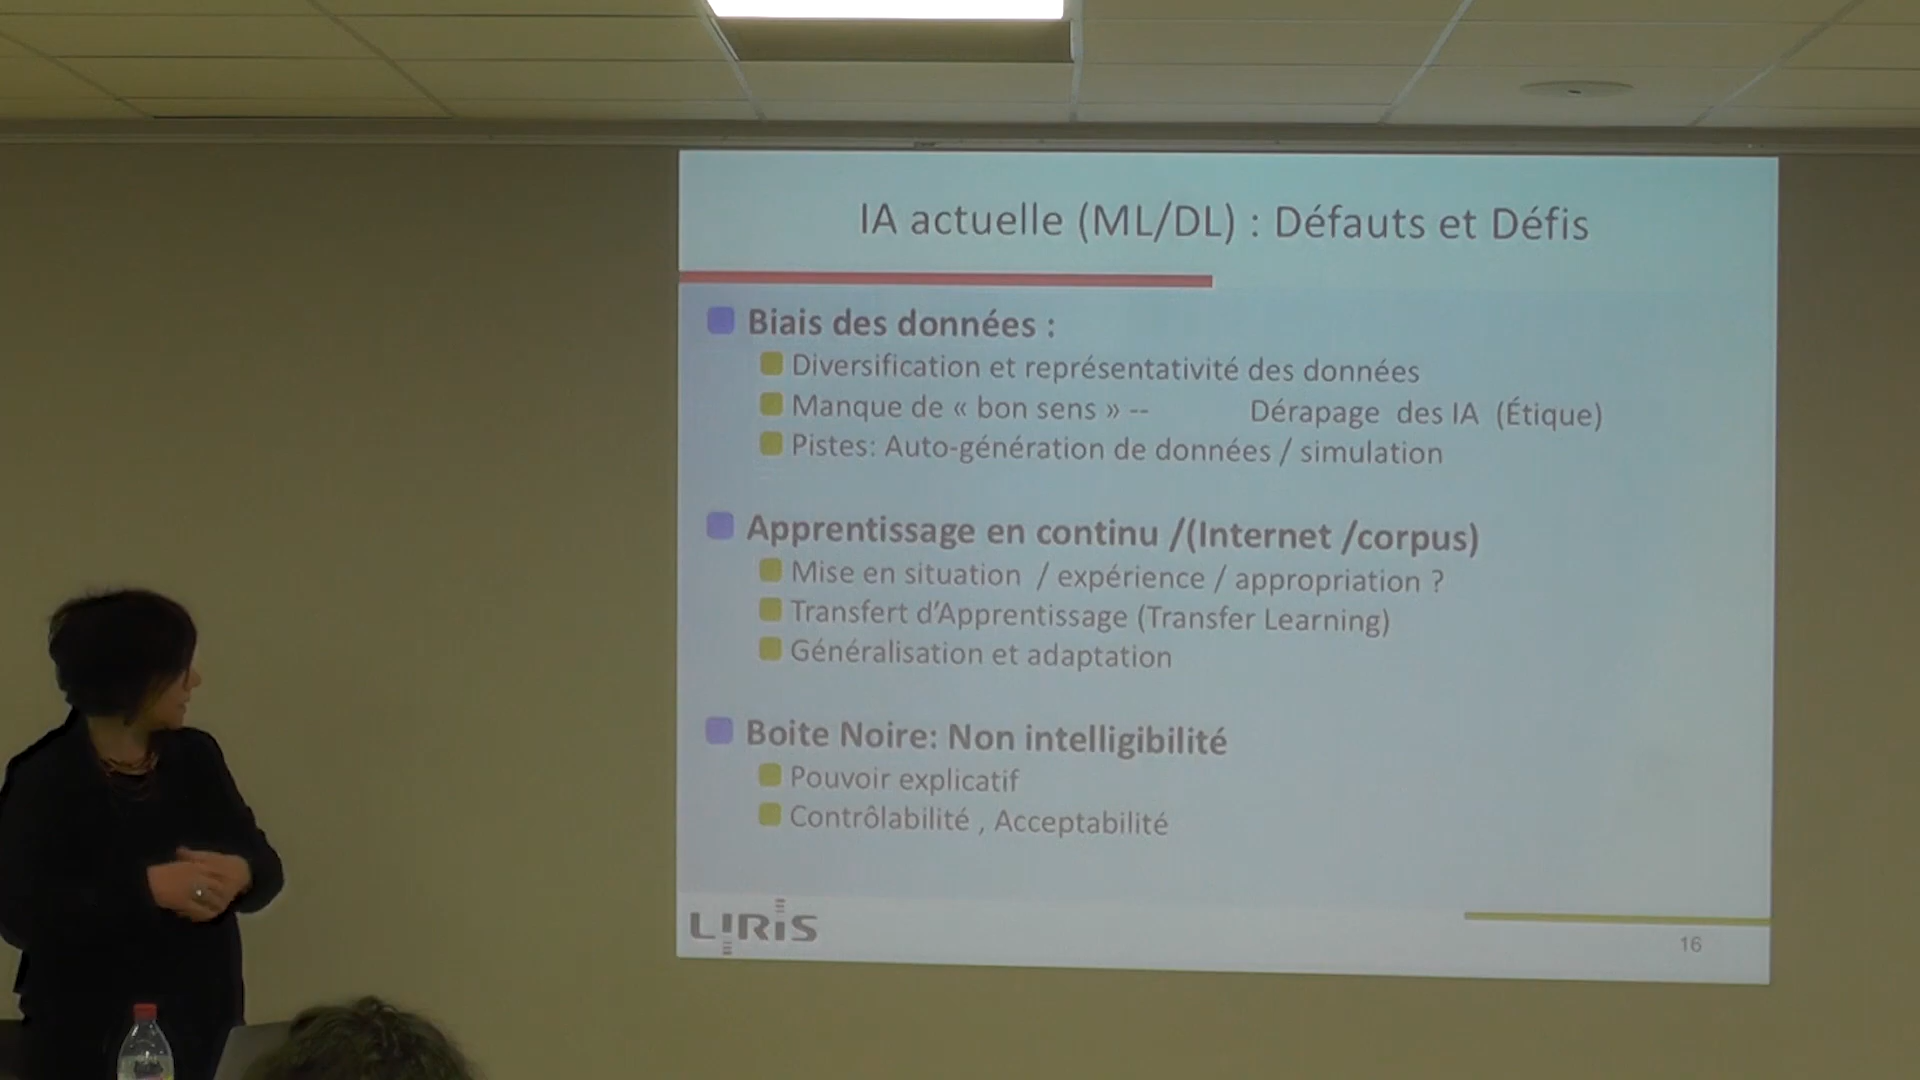 IA actuelle (ML/DL) : Défauts et Défis
Biais des données :
Diversification et représentativité des données
Manque de « bon sens » -- Dérapage des IA (Étique)
Pistes: Auto-génération de données / simulation
Apprentissage en continu /(Internet /corpus)
Mise en situation / expérience / appropriation ?
Transfert d’Apprentissage (Transfer Learning)
Généralisation et adaptation
Boite Noire: Non intelligibilité
Pouvoir explicatif
Contrôlabilité , Acceptabilité
LIRIS
16